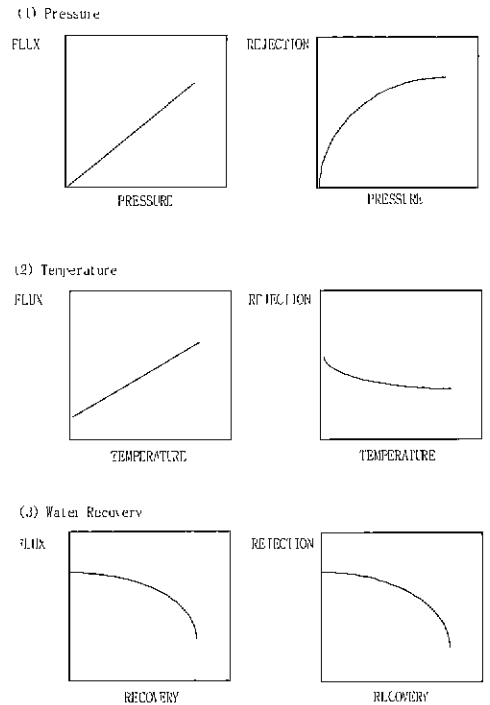 (1) Pressure
FLUX REJECTION
PRESSURE PRESSURE
(2) Temperature
FLUX REJECTION
TEMPERATURE TEMPERATURE
(3) Water Recovery
FLUX REJECTION
RECOVERY RECOVERY